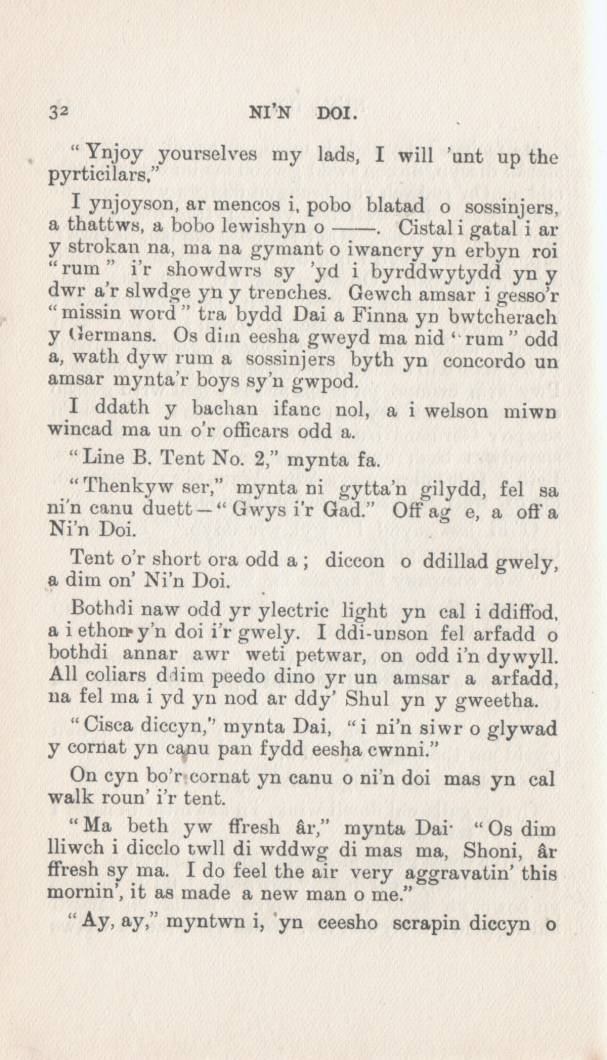 32 NI'N DOI.
“ Ynjoy yourselves my lads, I will 'unt up the
pyrticilars.”
I ynjoyson, ar mencos i, pobo blatad o sossinjers,
a thattws, a bobo lewishyn o ——. Cistal i gatal i ar
y strokan na, ma na gymant o iwancry yn erbyn roi
“rum” i'r showdwrs sy 'yd i byrddwytydd yn y
dwr a'r slwdge yn y trenches. Gewch amsar i gesso'r
“missin word” tra bydd Dai a Finna yn bwtcherach
y Germans. Os dim eesha gweyd ma nid “rum” odd
a, wath dyw rum a sossinjers byth yn concordo un
amsar mynta'r boys sy'n gwpod.
I ddath y bachan ifanc nol, a i welson miwn
wincad ma un o'r officars odd a.
“Line B. Tent No. 2,” mynta fa.
“Thenkyw ser,” mynta ni gytta'n gilydd, fel sa
ni'n canu duett—“Gwys i'r Gad.” Off ag e, a off a
Ni'n Doi.
Tent o'r short ora odd a; diccon o ddillad gwely,
a dim on' Ni'n Doi.
Bothdi naw odd yr ylectric light yn cal i ddiffod,
a i ethon y'n doi i'r gwely. I ddi-unson fel arfadd o
bothdi annar awr weti petwar, on odd i'n dywyll.
All coliars ddim peedo dino yr un amsar a arfadd,
na fel ma i yd yn nod ar ddy' Shul yn y gweetha.
“Cisca diccyn,” mynta Dai, “i ni'n siwr o glywad
y cornat yn canu pan fydd eesha cwnni.”
On cyn bo'r cornat yn canu o ni'n doi mas yn cal
walk roun' i'r tent.
“Ma beth yw ffresh âr,” mynta Dai· “Os dim
lliwch i dicclo twll di wddwg di mas ma, Shoni, âr
ffresh sy ma. I do feel the air very aggravatin' this
mornin', it as made a new man o me.”
“Ay, ay,” myntwn i, 'yn ceesho scrapin diccyn o